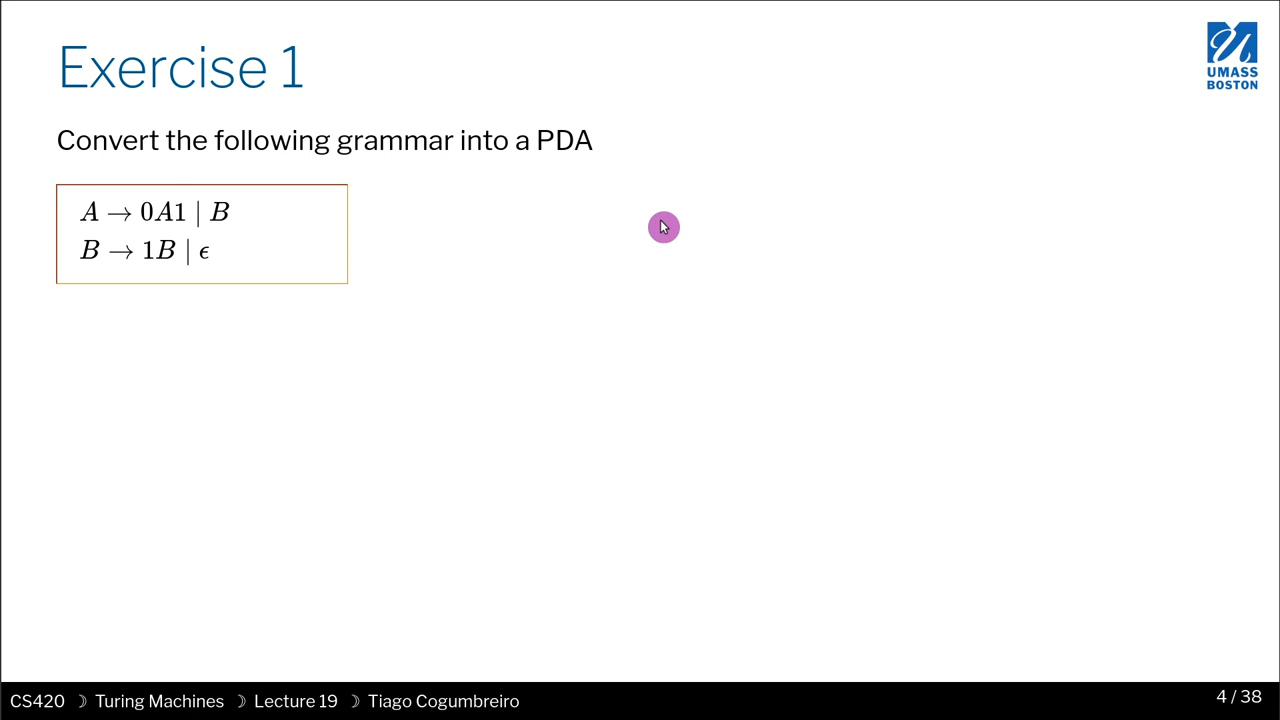 Exercise 1
UMASS
BOSTON
Convert the following grammar into a PDA
A → 0A1 | B
B → 1B | ϵ
CS420 ☽ Turing Machines ☽ Lecture 19 ☽ Tiago Cogumbreiro
4 / 38